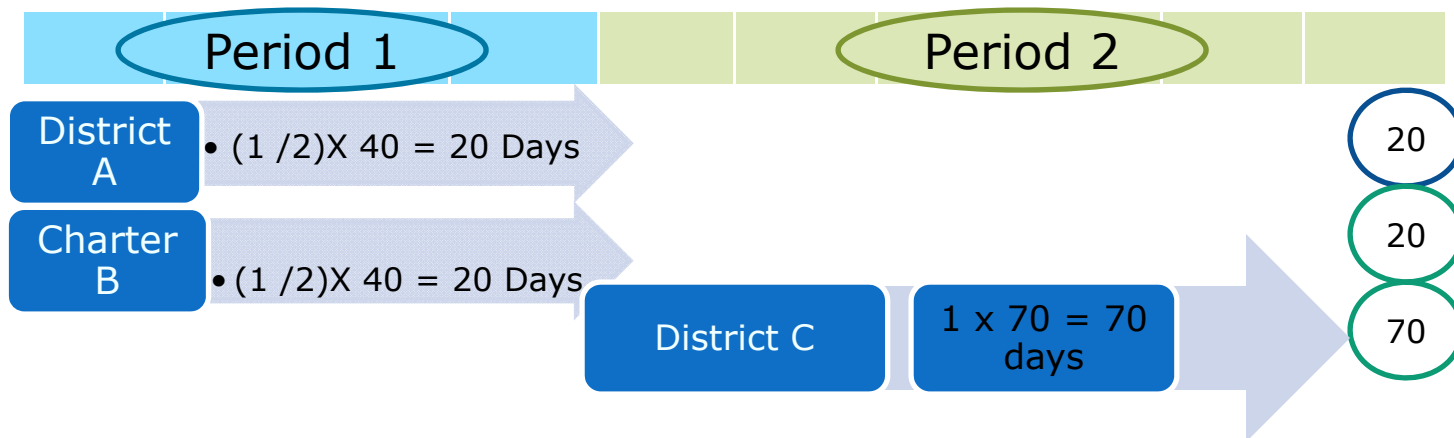 Period 1
Period 2
District
A
• (1 /2)X 40 = 20 Days
20
Charter
B
• (1 /2)X 40 = 20 Days
20
District C
1 x 70 = 70
days
70